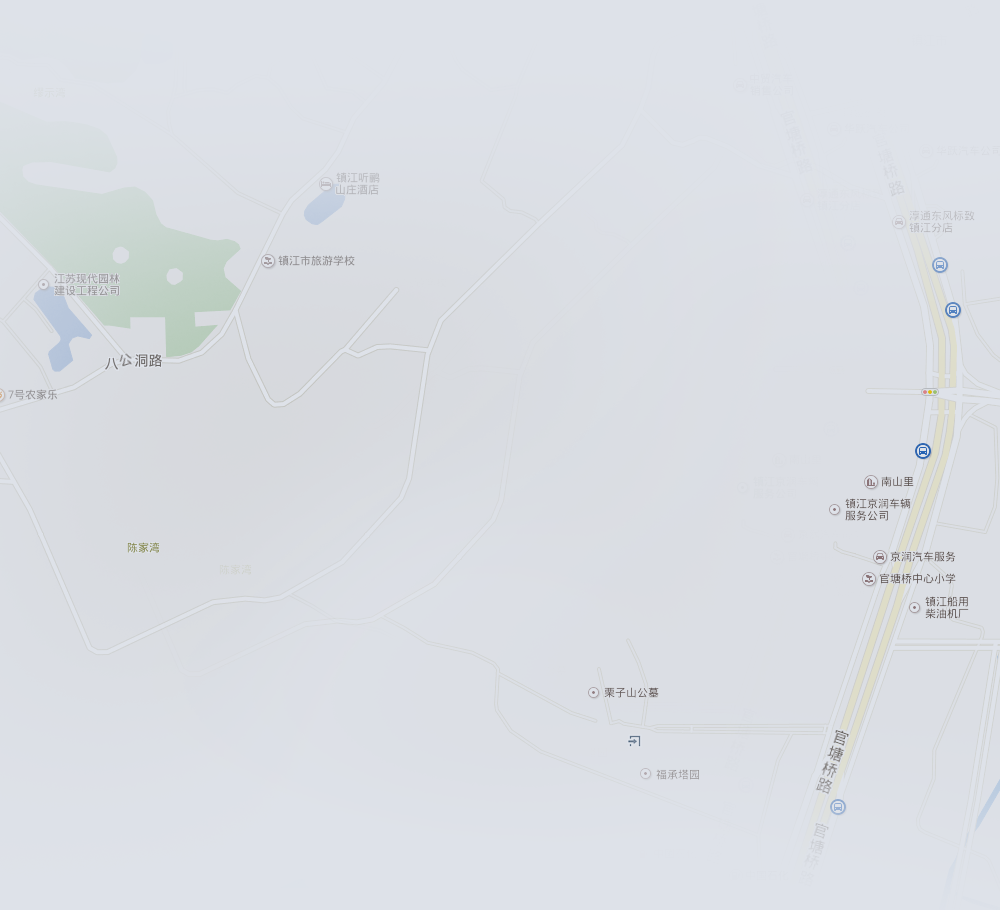 镇江听鹂
山庄酒店
淳通东风标致
镇江分店
镇江市旅游学校
江苏现代园林
建设工程公司
八公洞路
7号农家乐
南山里
镇江京润车辆
服务公司
陈家湾
京润汽车服务
陈家湾
官塘桥中心小学
镇江船用
柴油机厂
栗子山公墓
官塘桥路
福承塔园
官塘桥